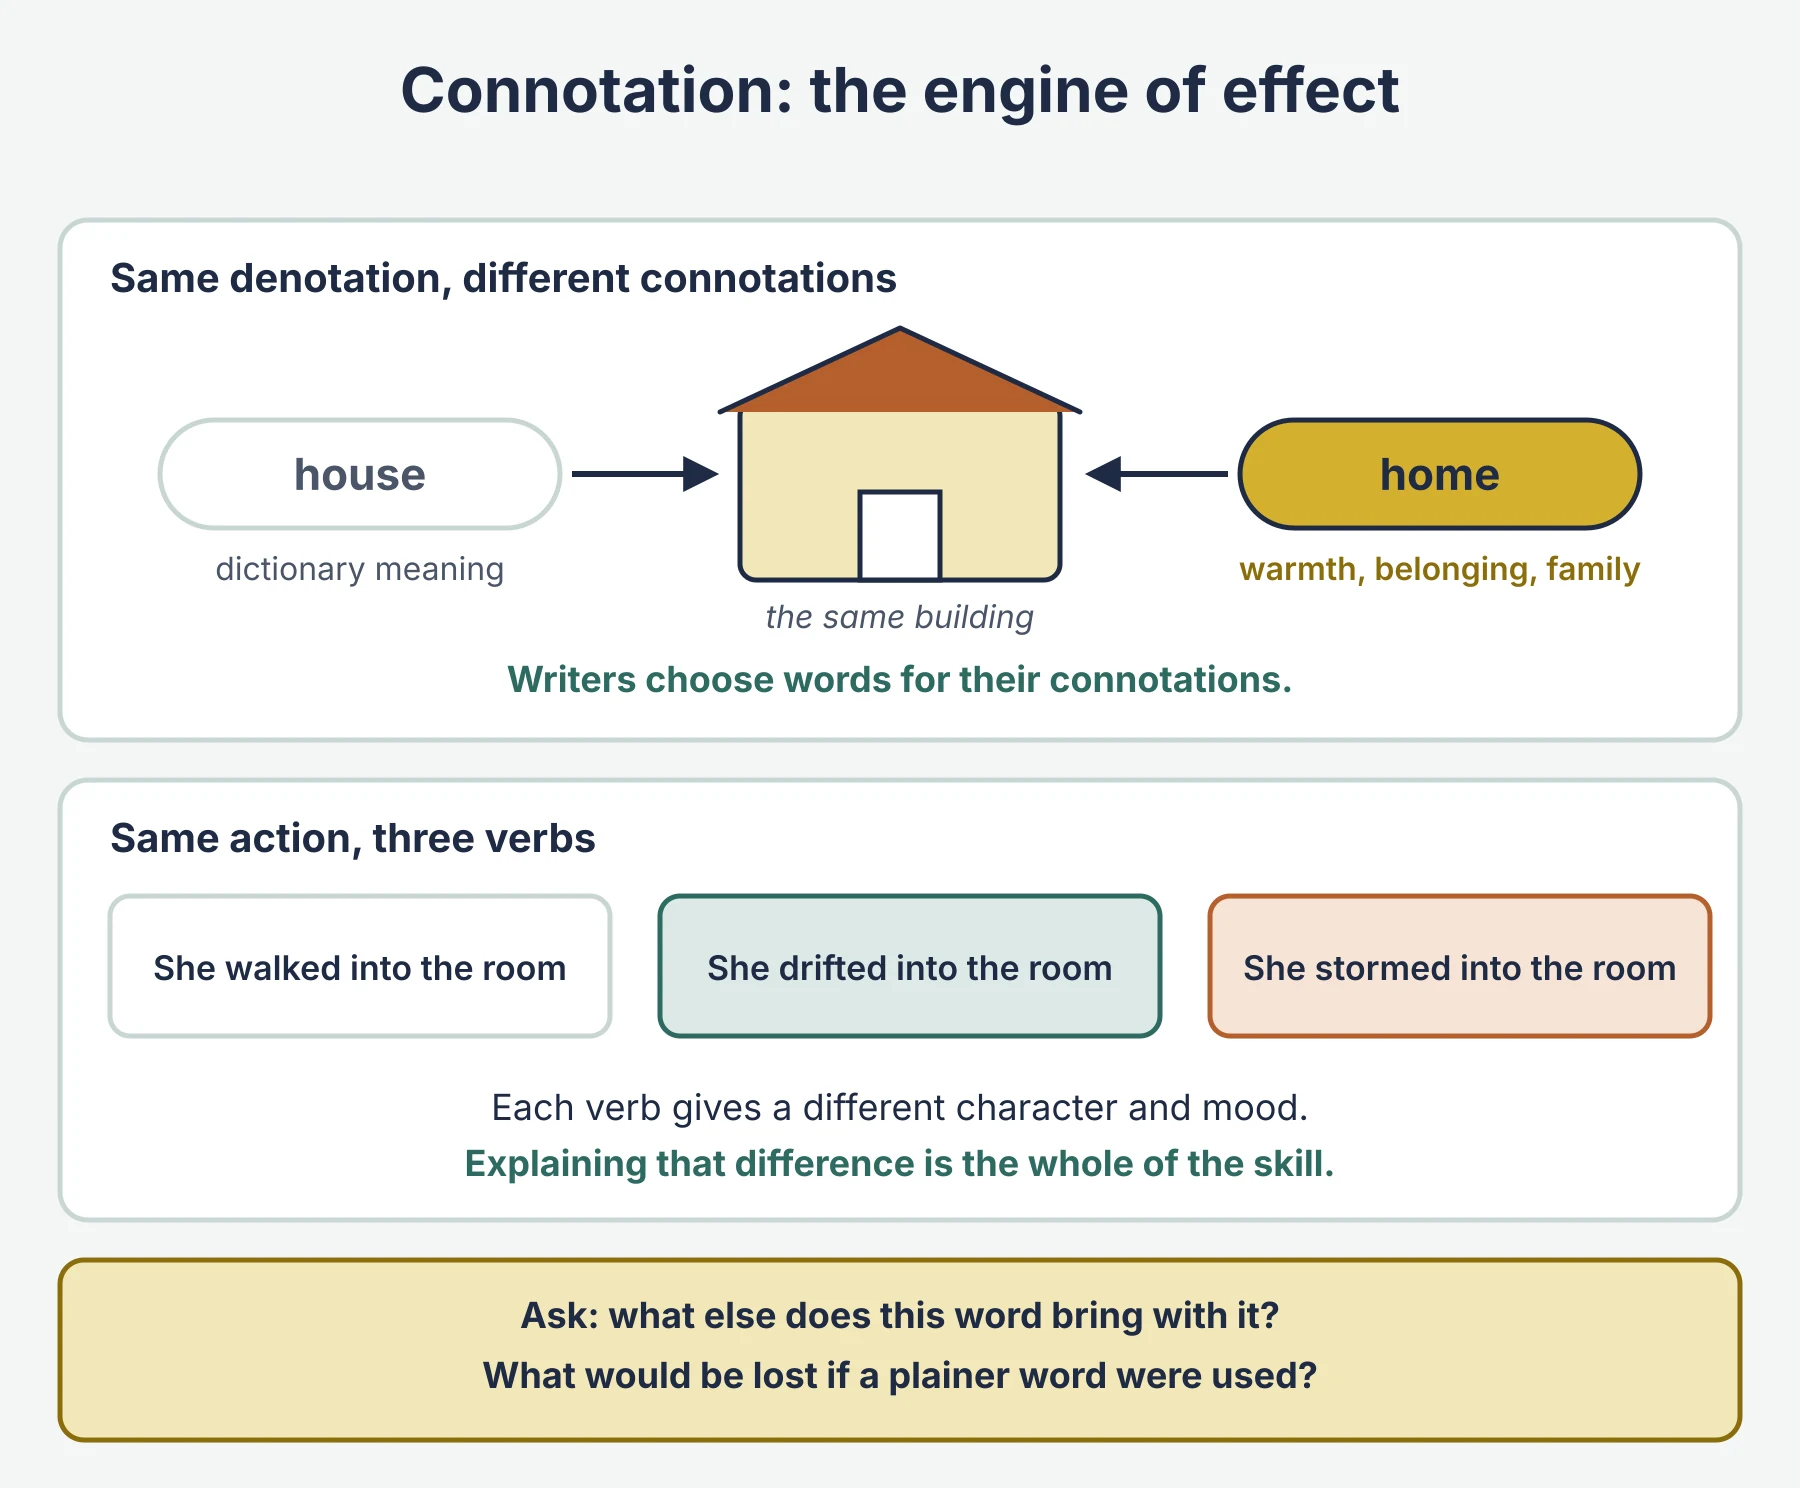 Connotation: the engine of effect
Same denotation, different connotations
house
home
dictionary meaning
warmth, belonging, family
the same building
Writers choose words for their connotations.
Same action, three verbs
She walked into the room
She drifted into the room
She stormed into the room
Each verb gives a different character and mood.
Explaining that difference is the whole of the skill.
Ask: what else does this word bring with it?
What would be lost if a plainer word were used?